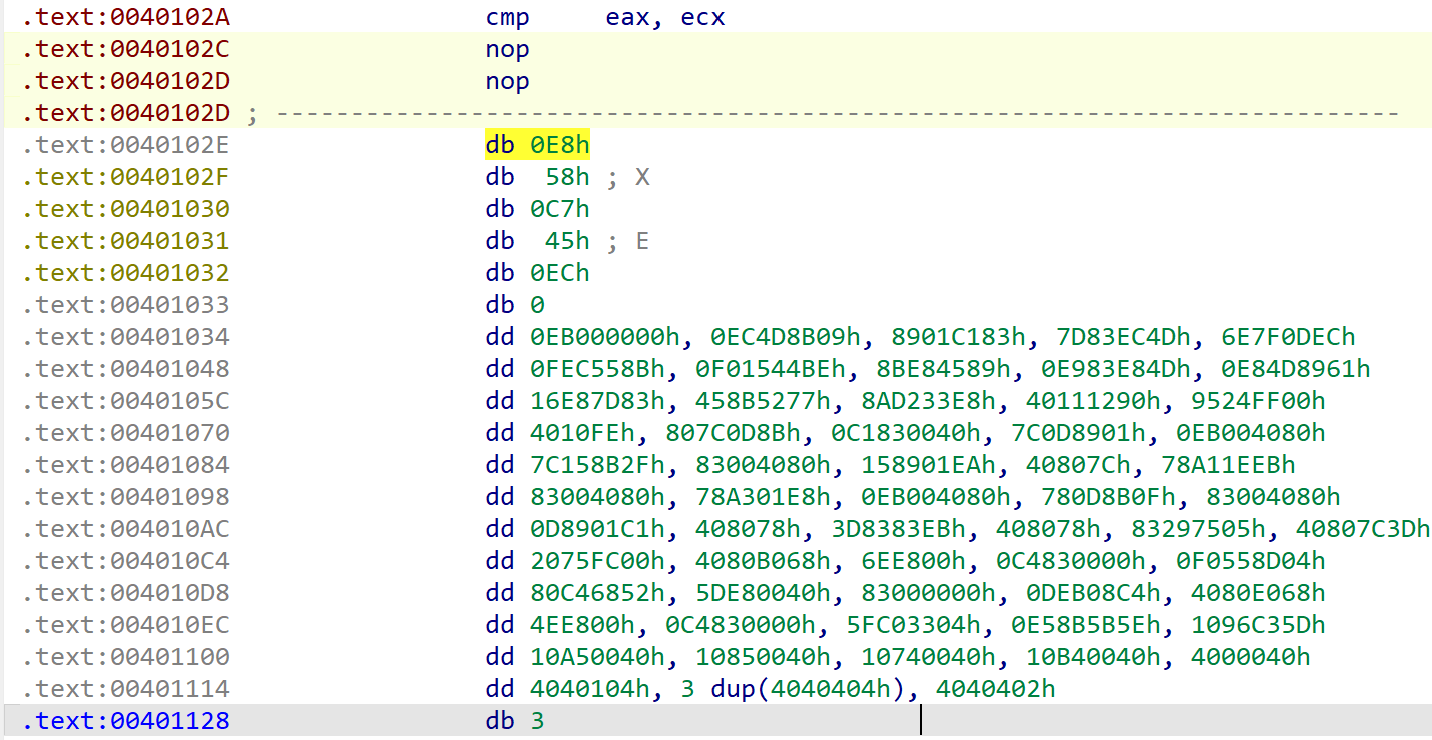 .text:0040102A cmp eax, ecx
.text:0040102C nop
.text:0040102D nop
.text:0040102D ; ---------------------------------------------------------------------------
.text:0040102E db 0E8h
.text:0040102F db 58h ; X
.text:00401030 db 0C7h
.text:00401031 db 45h ; E
.text:00401032 db 0ECh
.text:00401033 db 0
.text:00401034 dd 0EB000000h, 0EC4D8B09h, 8901C183h, 7D83EC4Dh, 6E7F0DECh
.text:00401048 dd 0FEC558Bh, 0F01544BEh, 8BE84589h, 0E983E84Dh, 0E84D8961h
.text:0040105C dd 16E87D83h, 458B5277h, 8AD233E8h, 40111290h, 9524FF00h
.text:00401070 dd 4010FEh, 807C0D8Bh, 0C1830040h, 7C0D8901h, 0EB004080h
.text:00401084 dd 7C158B2Fh, 83004080h, 158901EAh, 40807Ch, 78A11EEBh
.text:00401098 dd 83004080h, 78A301E8h, 0EB004080h, 780D8B0Fh, 83004080h
.text:004010AC dd 0D8901C1h, 408078h, 3D8383EBh, 408078h, 83297505h, 40807C3Dh
.text:004010C4 dd 2075FC00h, 4080B068h, 6EE800h, 0C4830000h, 0F0558D04h
.text:004010D8 dd 80C46852h, 5DE80040h, 83000000h, 0DEB08C4h, 4080E068h
.text:004010EC dd 4EE800h, 0C4830000h, 5FC03304h, 0E58B5B5Eh, 1096C35Dh
.text:00401100 dd 10A50040h, 10850040h, 10740040h, 10B40040h, 4000040h
.text:00401114 dd 4040104h, 3 dup(4040404h), 4040402h
.text:00401128 db 3